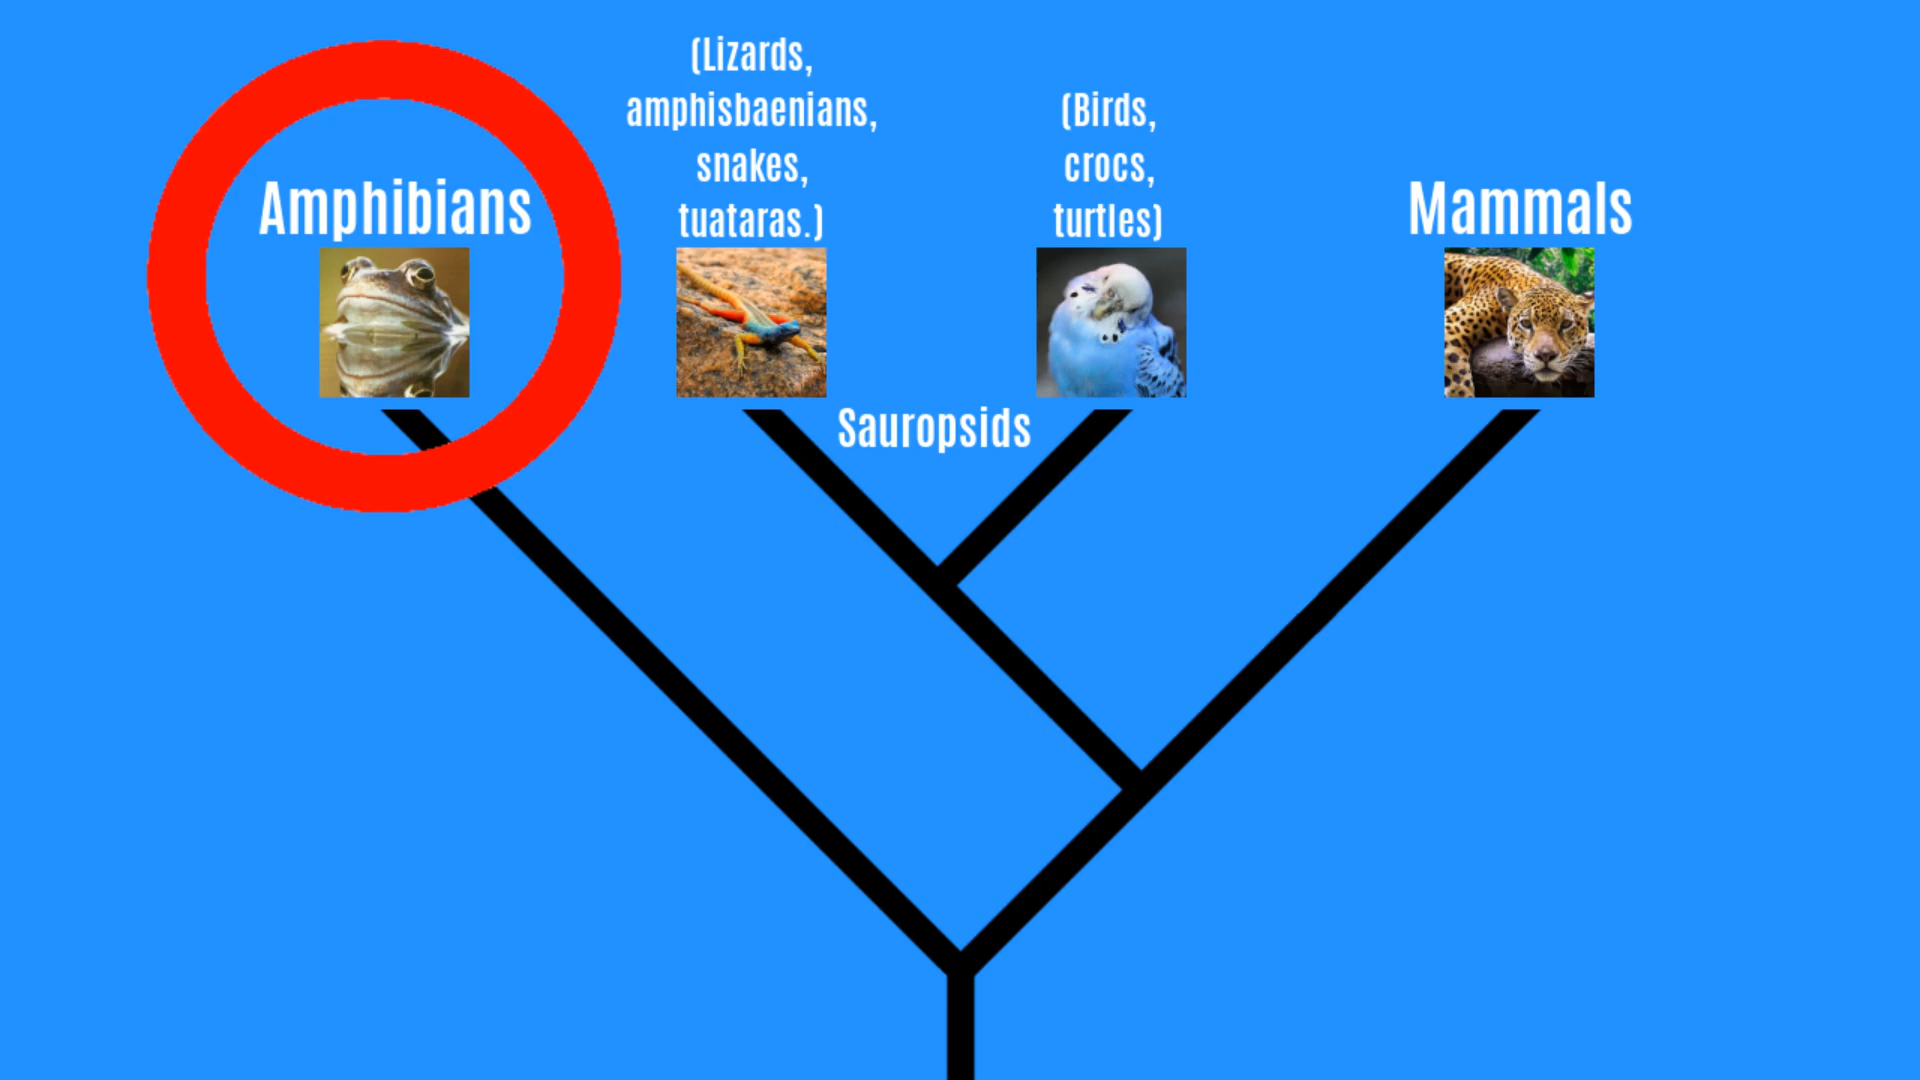 Amphibians
(Lizards,
amphisbaenians,
snakes,
tuataras.)
(Birds,
crocs,
turtles)
Mammals
Sauropsids